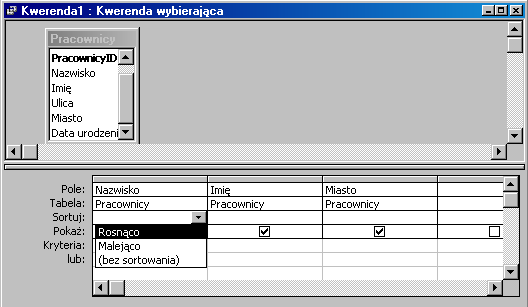 Kwerenda1 : Kwerenda wybierająca
Pracownicy
PracownicyID
Nazwisko
Imię
Ulica
Miasto
Data urodzeni
Pole: Nazwisko Imię Miasto
Tabela: Pracownicy Pracownicy Pracownicy
Sortuj:
Pokaż: Rosnąco
Kryteria: Malejąco
lub: (bez sortowania)